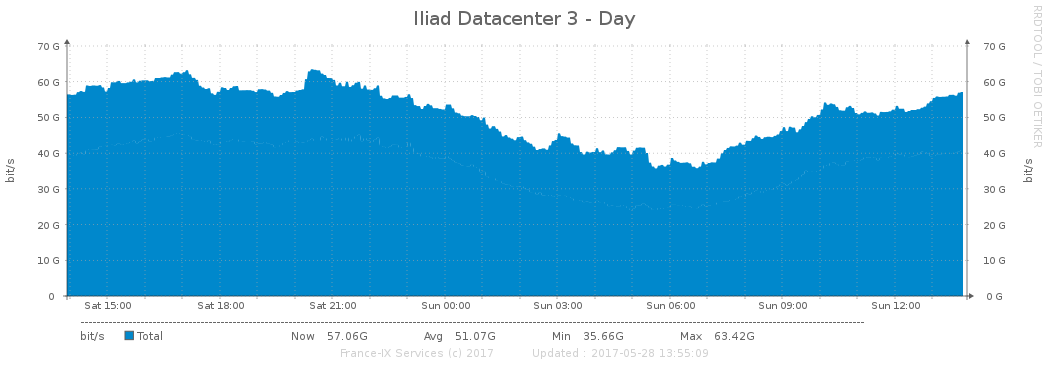 Iliad Datacenter 3 - Day
RRDTOOL / TOBI OETIKER
70 G 70 G
60 G 60 G
50 G 50 G
40 G 40 G
30 G 30 G
20 G 20 G
10 G 10 G
0 0 G
bit/s bit/s
Sat 15:00 Sat 18:00 Sat 21:00 Sun 00:00 Sun 03:00 Sun 06:00 Sun 09:00 Sun 12:00
bit/s Total Now 57.06G Avg 51.07G Min 35.66G Max 63.42G
France-IX Services (c) 2017 Updated : 2017-05-28 13:55:09